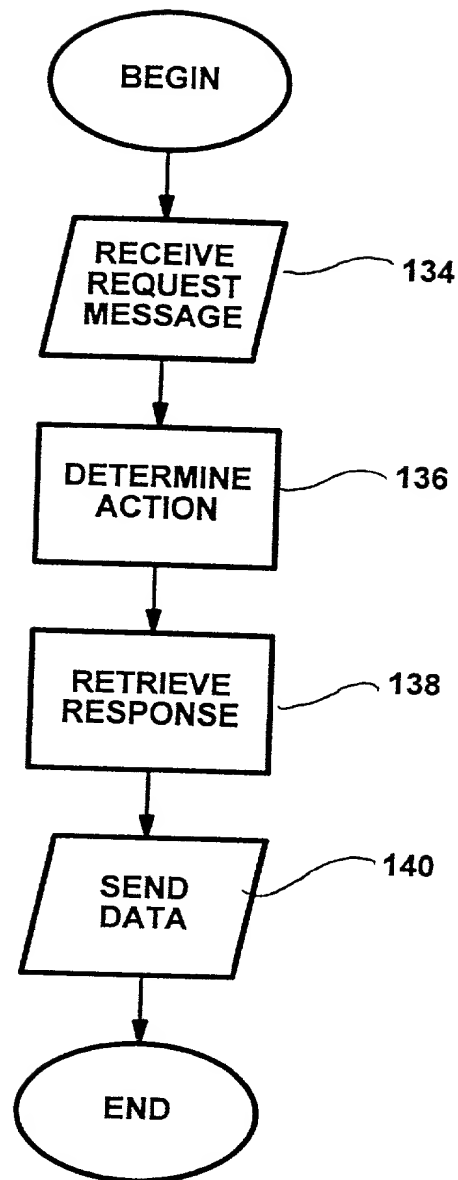 BEGIN
RECEIVE
REQUEST
MESSAGE
134
DETERMINE
ACTION
136
RETRIEVE
RESPONSE
138
SEND
DATA
140
END